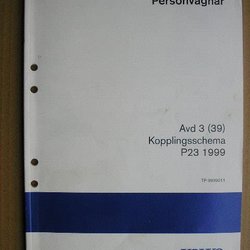 Personvagnar
Avd 3 (39)
Kopplingsschema
P23 1999